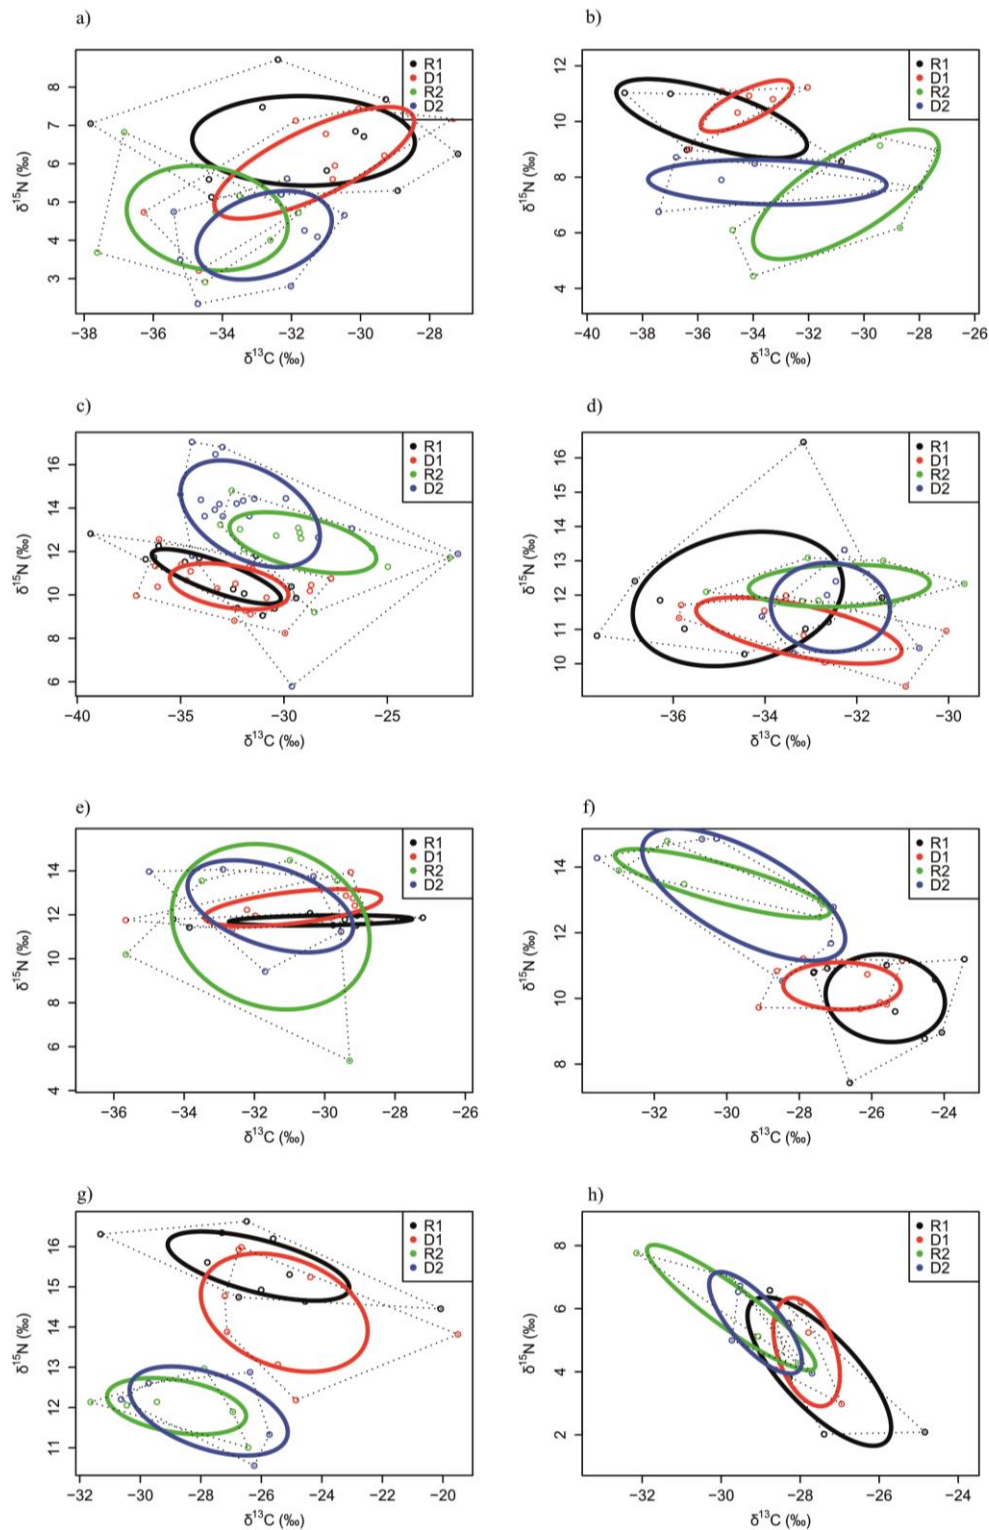 a)
R1
D1
R2
D2
8
7
6
5
4
3
δ15N (‰)
−38 −36 −34 −32 −30 −28
δ13C (‰)
b)
R1
D1
R2
D2
12
10
8
6
4
δ15N (‰)
−40 −38 −36 −34 −32 −30 −28 −26
δ13C (‰)
c)
R1
D1
R2
D2
16
14
12
10
8
6
δ15N (‰)
−40 −35 −30 −25
δ13C (‰)
d)
R1
D1
R2
D2
16
15
14
13
12
11
10
δ15N (‰)
−36 −34 −32 −30
δ13C (‰)
e)
R1
D1
R2
D2
14
12
10
8
6
4
δ15N (‰)
−36 −34 −32 −30 −28 −26
δ13C (‰)
f)
R1
D1
R2
D2
14
12
10
8
δ15N (‰)
−32 −30 −28 −26 −24
δ13C (‰)
g)
R1
D1
R2
D2
16
15
14
13
12
11
δ15N (‰)
−32 −30 −28 −26 −24 −22 −20
δ13C (‰)
h)
R1
D1
R2
D2
8
6
4
2
δ15N (‰)
−33 −32 −30 −28 −26 −24
δ13C (‰)